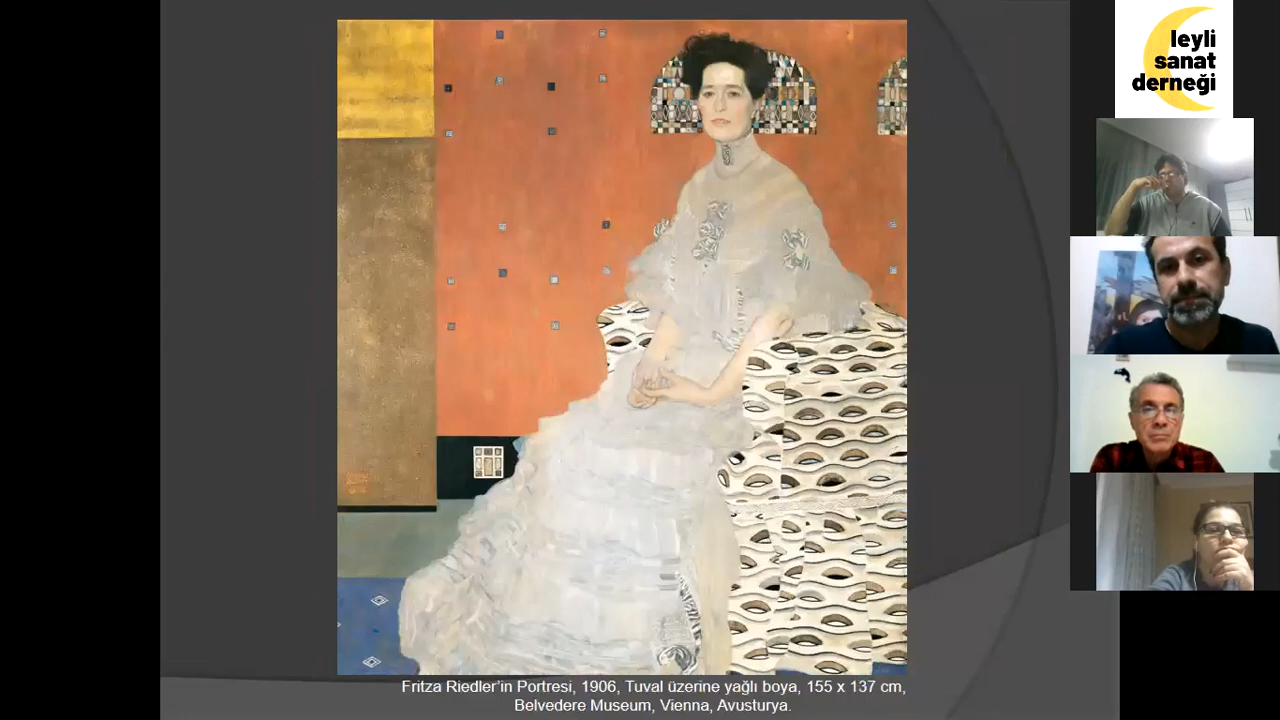 leyli
sanat
derneği
Fritza Riedler'in Portresi, 1906, Tuval üzerine yağlı boya, 155 x 137 cm,
Belvedere Museum, Vienna, Avusturya.